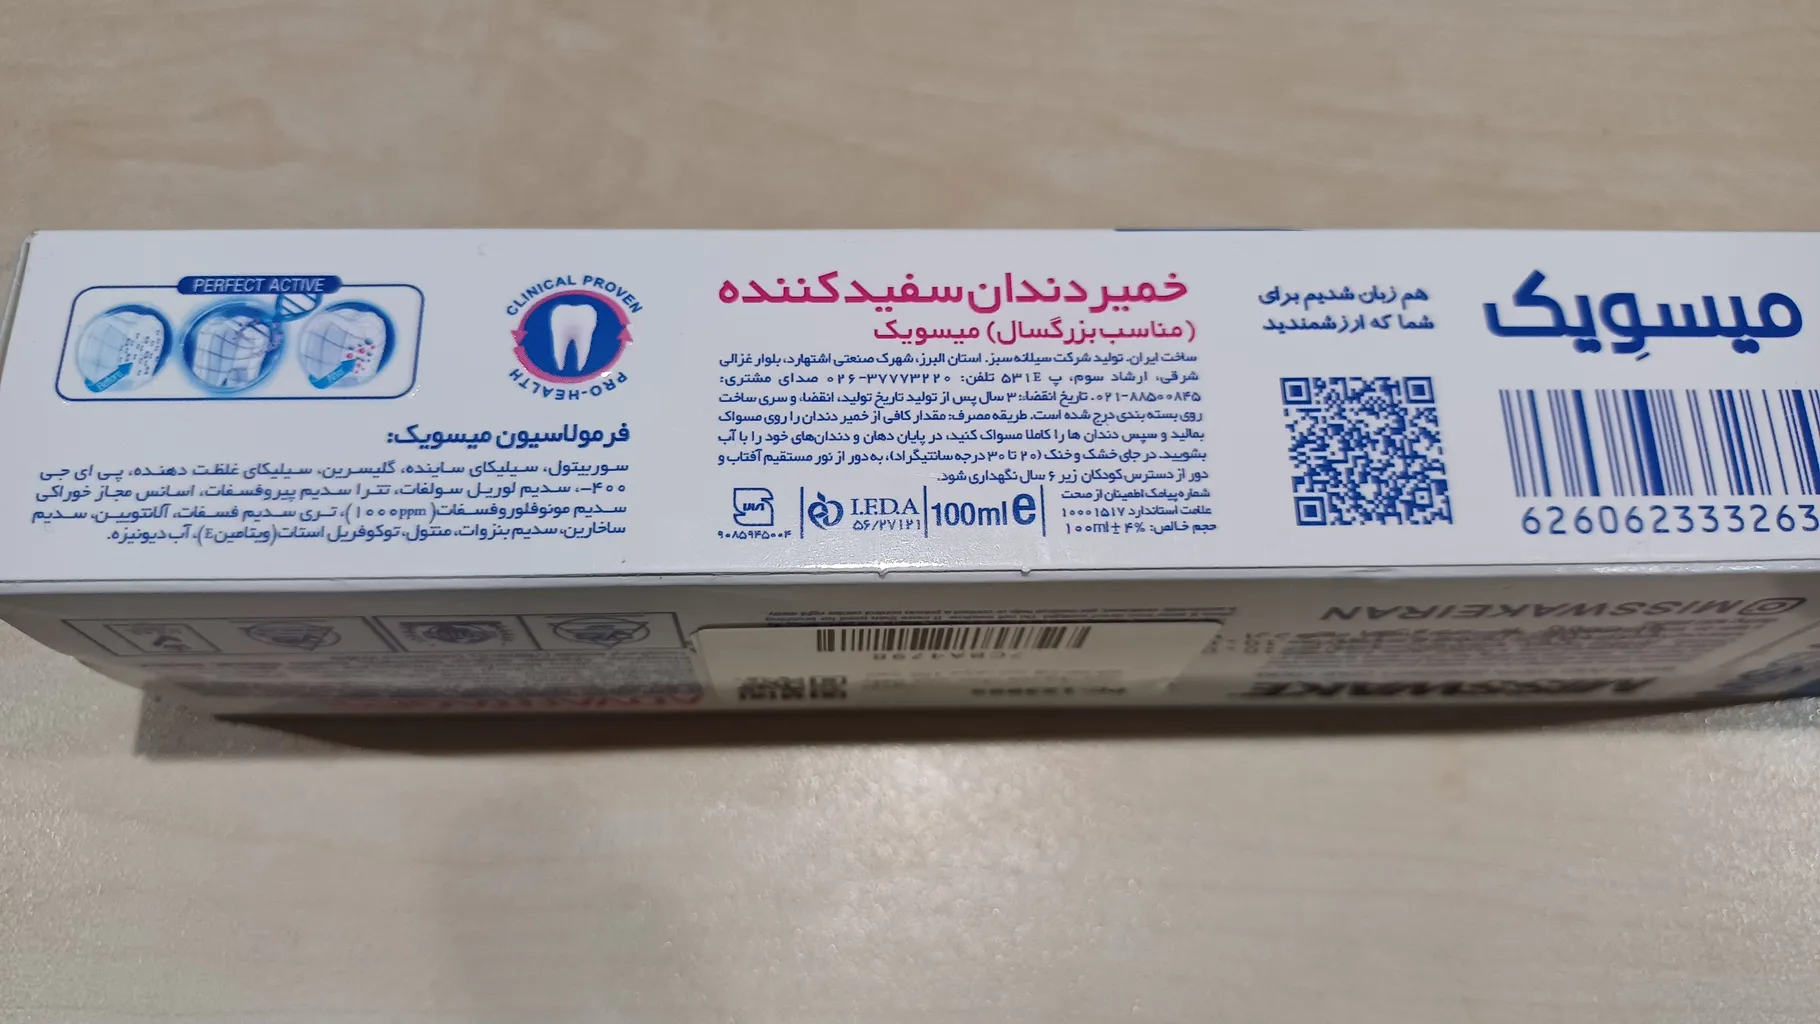 میسِویک
هم زبان شدیم برای
شما که ارزشمندید
626062333263
خمیر دندان سفید کننده
(مناسب بزرگسال) میسویک
ساخت ایران. تولید شرکت سیلانه سبز. استان البرز، شهرک صنعتی اشتهارد، بلوار غزالی
شرقی، ارشاد سوم، پ ۵۳۱E تلفن: ۳۷۷۷۳۲۲۰-۰۲۶ صدای مشتری:
۸۸۵۰۰۸۴۵-۰۲۱. تاریخ انقضاء: ۳ سال پس از تولید تاریخ تولید، انقضا، و سری ساخت
روی بسته بندی درج شده است. طریقه مصرف: مقدار کافی از خمیر دندان را روی مسواک
بمالید و سپس دندان ها را کاملا مسواک کنید، در پایان دهان و دندان‌های خود را با آب
بشویید. در جای خشک و خنک (۲۰ تا ۳۰ درجه سانتیگراد)، به‌دور از نور مستقیم آفتاب و
دور از دسترس کودکان زیر ۶ سال نگهداری شود.
شماره پیامک اطمینان از صحت
علامت استاندارد ۱۰۰۰۱۵۱۷
حجم خالص: ۱۰۰ml ± ۴%
100ml e
I.F.D.A
۵۶/۲۷۱۲۱
۹۰۸۵۹۴۵۰۰۴
CLINICAL PROVEN
PRO-HEALTH
PERFECT ACTIVE
Before
فرمولاسیون میسویک:
سوربیتول، سیلیکای ساینده، گلیسرین، سیلیکای غلظت دهنده، پی ای جی
-۴۰۰، سدیم لوریل سولفات، تترا سدیم پیروفسفات، اسانس مجاز خوراکی
سدیم مونوفلوروفسفات(۱۰۰۰ppm)، تری سدیم فسفات، آلانتویین، سدیم
ساخارین، سدیم بنزوات، منتول، توکوفریل استات(ویتامینE)، آب دیونیزه.
MISSWAKEIRAN
MISSWAKE